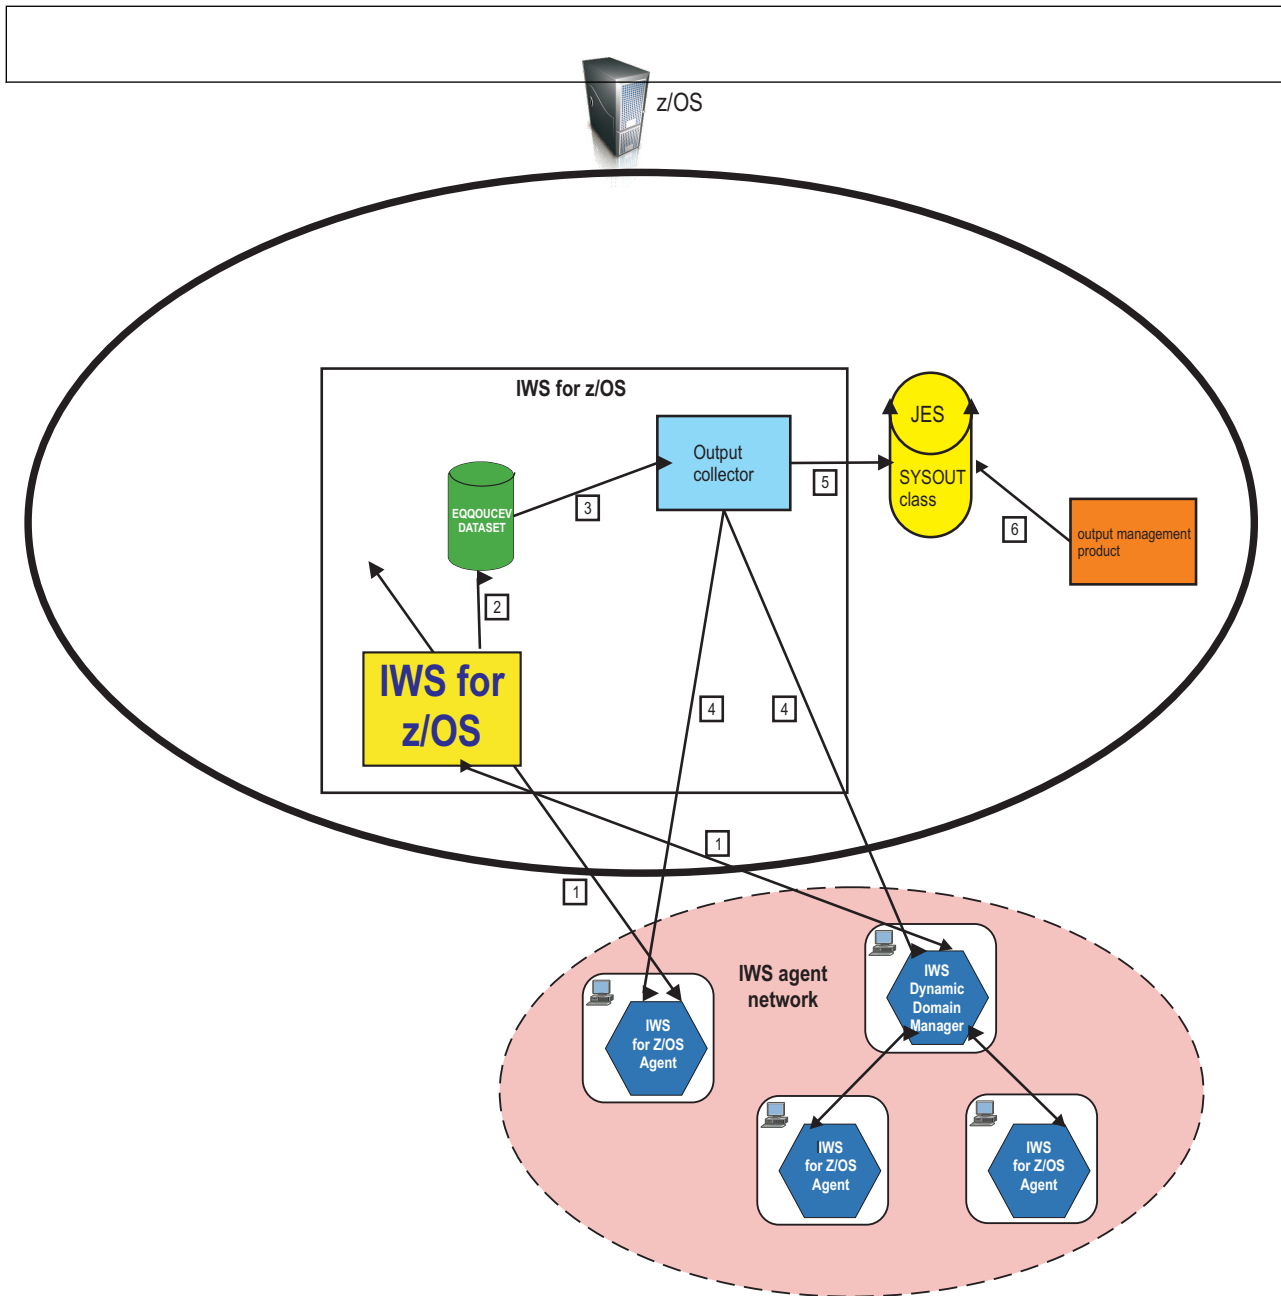 z/OS
IWS for z/OS
JES
SYSOUT
class
Output
collector
5
3
EQQOUCEV
DATASET
6
output management
product
2
IWS for
z/OS
4
4
1
1
IWS agent
network
IWS
Dynamic
Domain
Manager
IWS
for Z/OS
Agent
IWS
for Z/OS
Agent
IWS
for Z/OS
Agent